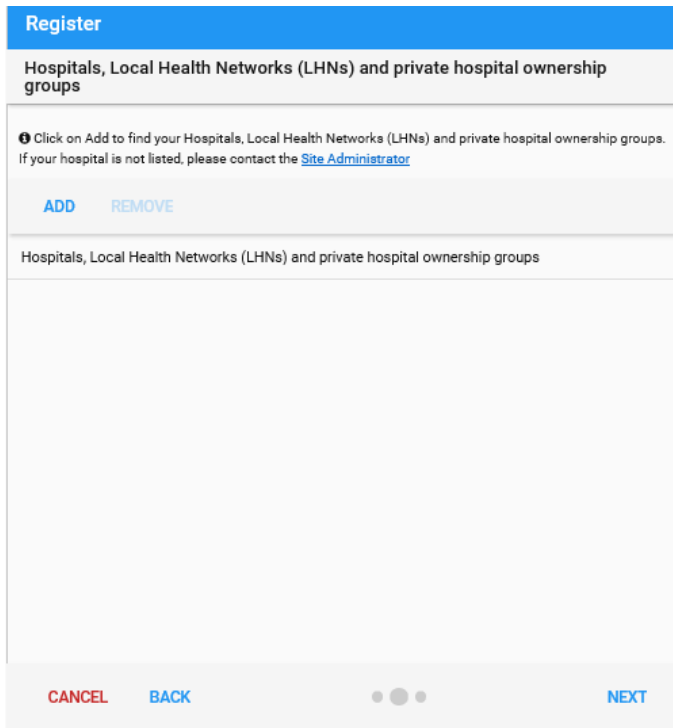 Register
Hospitals, Local Health Networks (LHNs) and private hospital ownership
groups
Click on Add to find your Hospitals, Local Health Networks (LHNs) and private hospital ownership groups.
If your hospital is not listed, please contact the Site Administrator
ADD REMOVE
Hospitals, Local Health Networks (LHNs) and private hospital ownership groups
CANCEL BACK NEXT